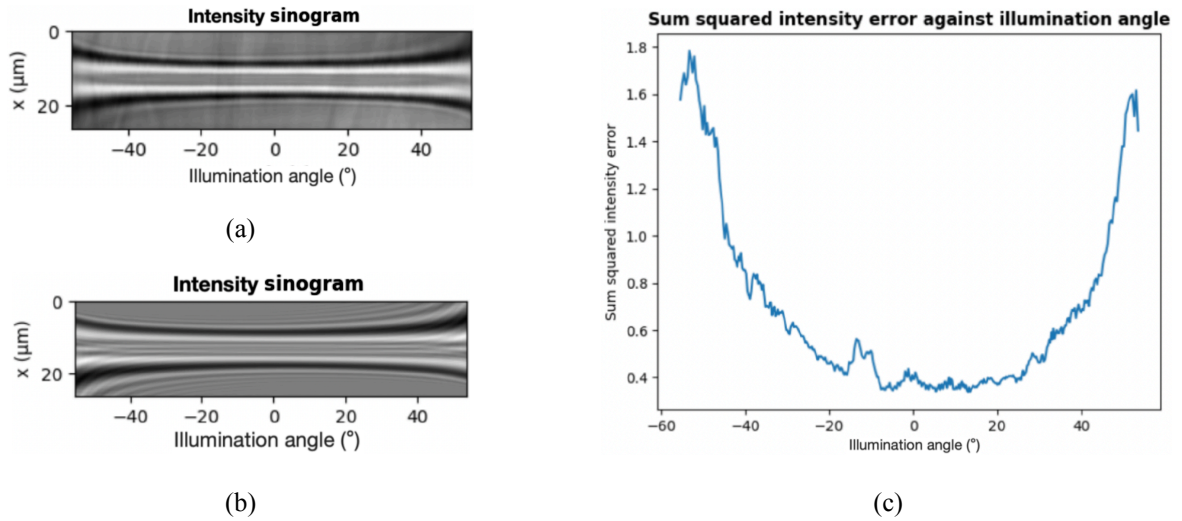 Intensity sinogram
0
20
x (μm)
−40 −20 0 20 40
Illumination angle (°)
(a)
Intensity sinogram
0
20
x (μm)
−40 −20 0 20 40
Illumination angle (°)
(b)
Sum squared intensity error against illumination angle
1.8
1.6
1.4
1.2
1.0
0.8
0.6
0.4
Sum squared intensity error
−60 −40 −20 0 20 40
Illumination angle (°)
(c)